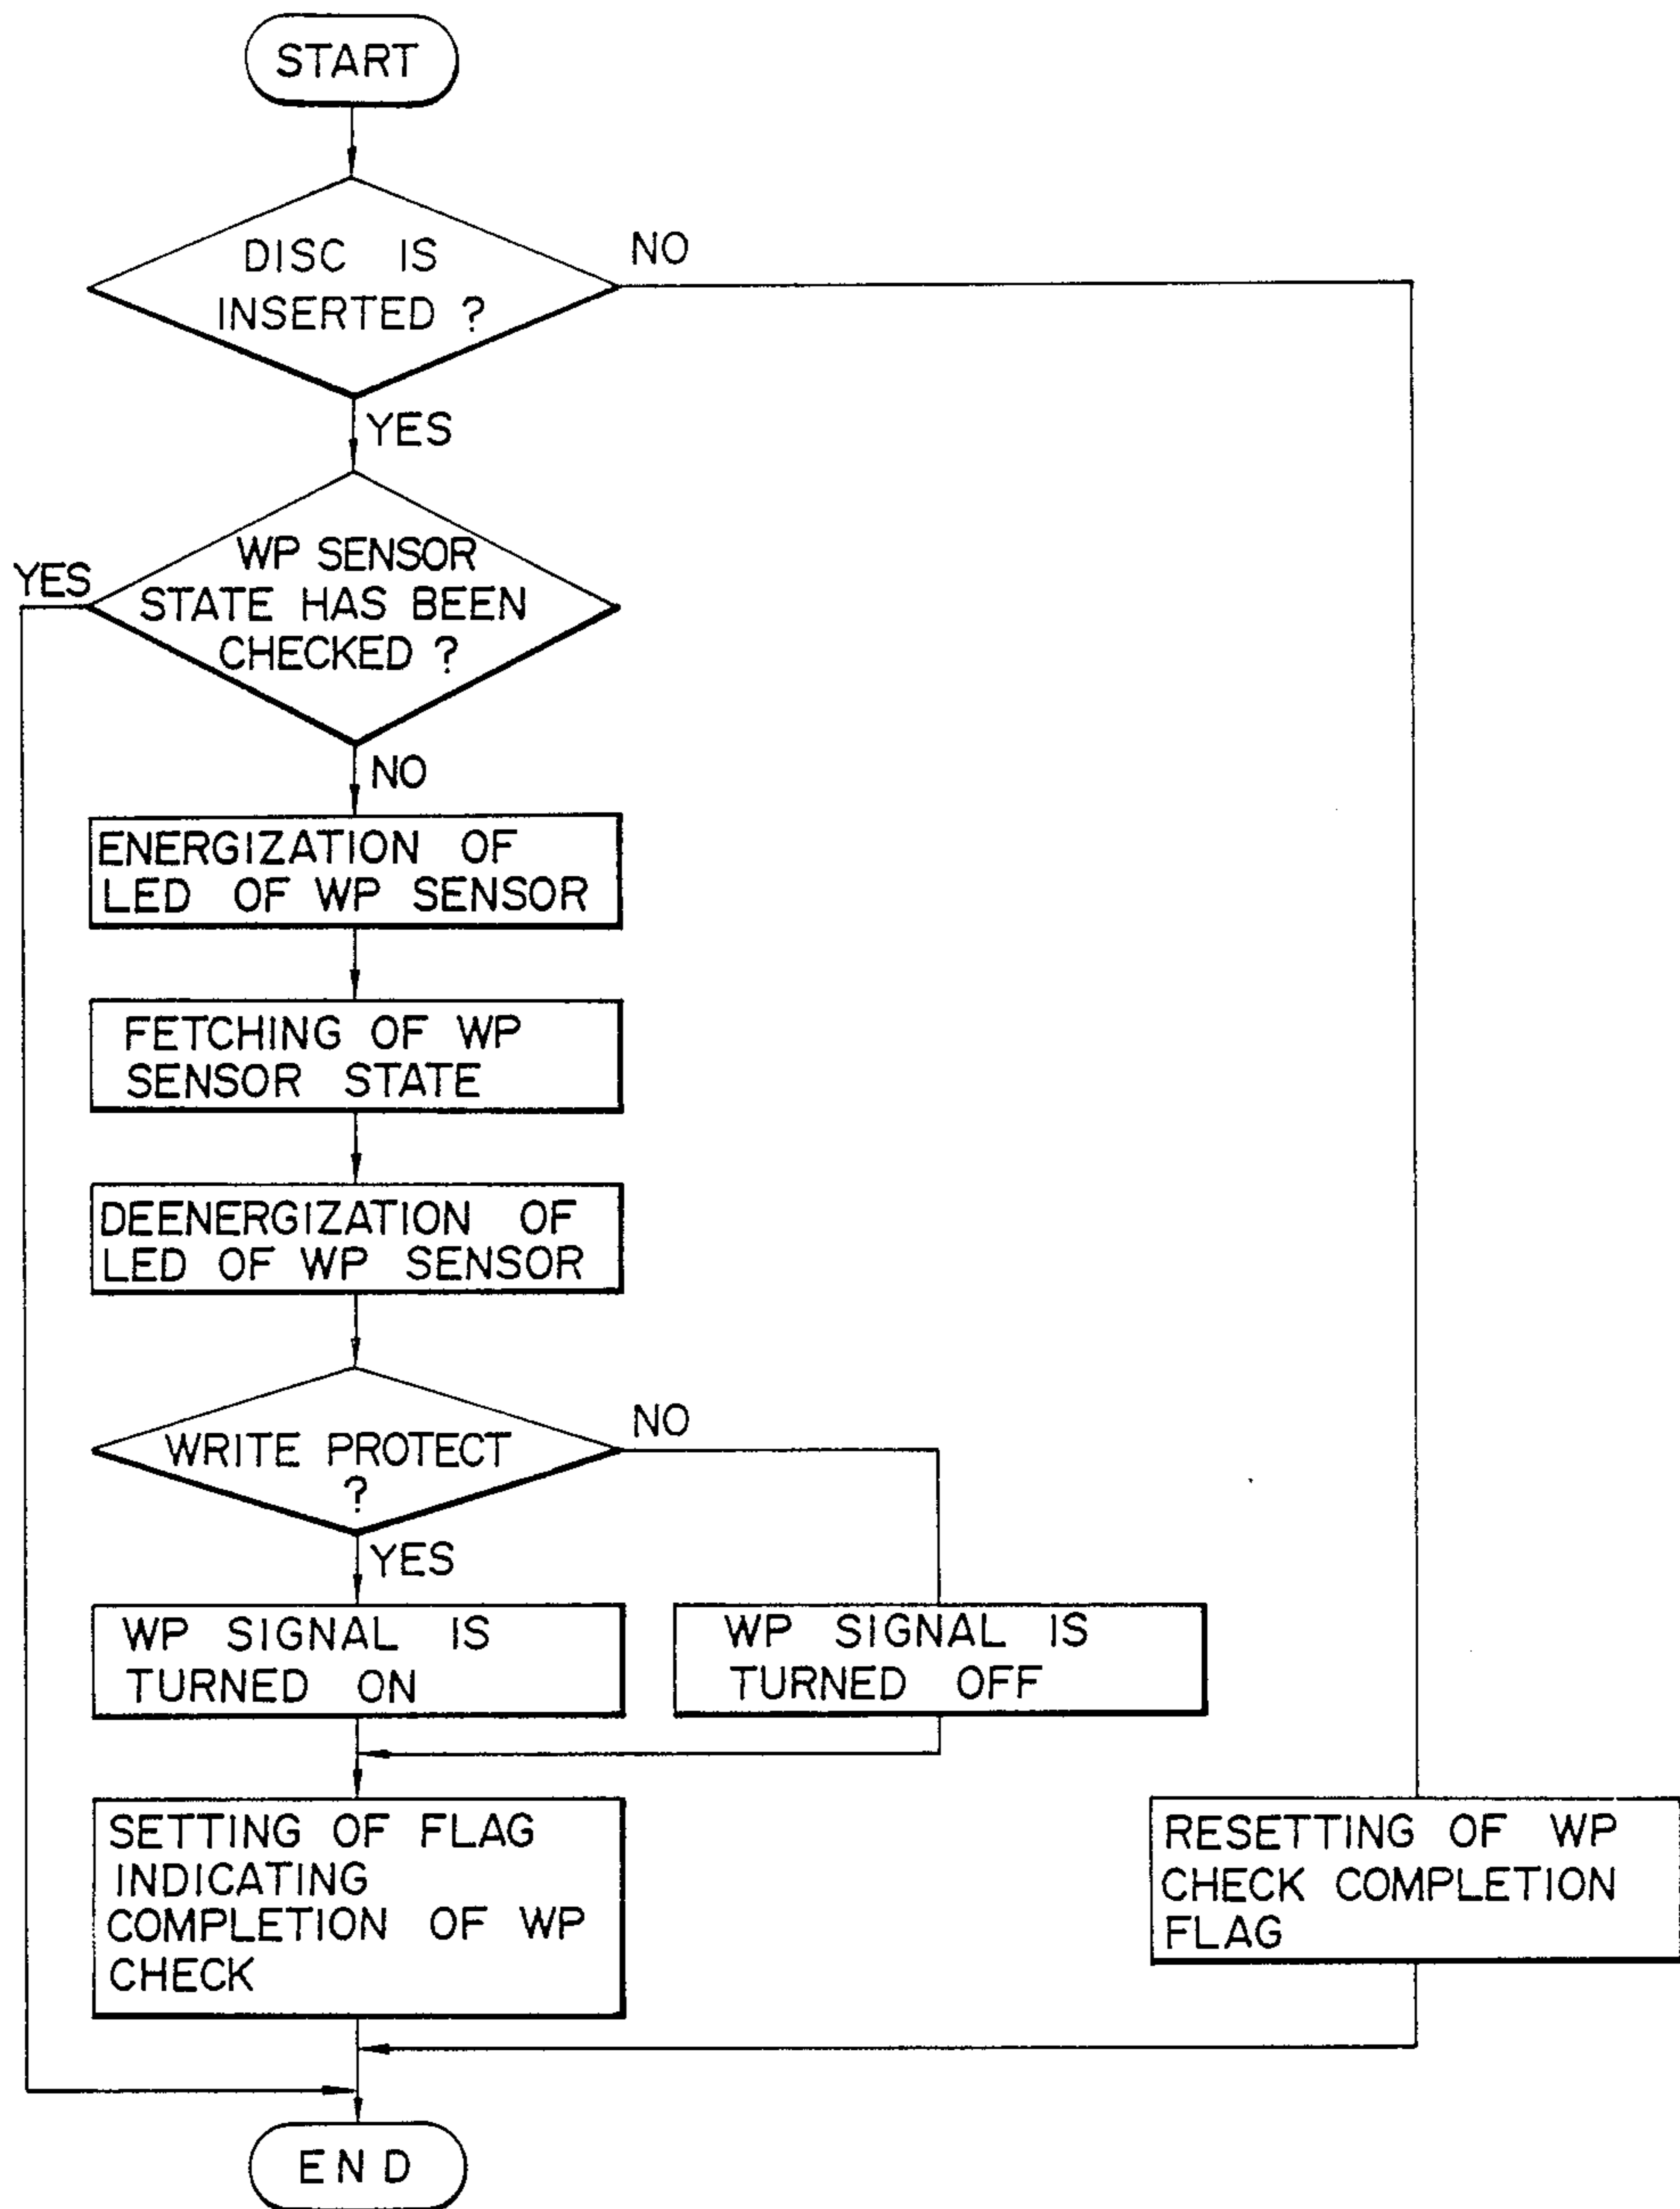 START
DISC IS
INSERTED ?
NO
YES
WP SENSOR
STATE HAS BEEN
CHECKED ?
YES
NO
ENERGIZATION OF
LED OF WP SENSOR
FETCHING OF WP
SENSOR STATE
DEENERGIZATION OF
LED OF WP SENSOR
WRITE PROTECT
?
NO
YES
WP SIGNAL IS
TURNED ON
WP SIGNAL IS
TURNED OFF
SETTING OF FLAG
INDICATING
COMPLETION OF WP
CHECK
RESETTING OF WP
CHECK COMPLETION
FLAG
END